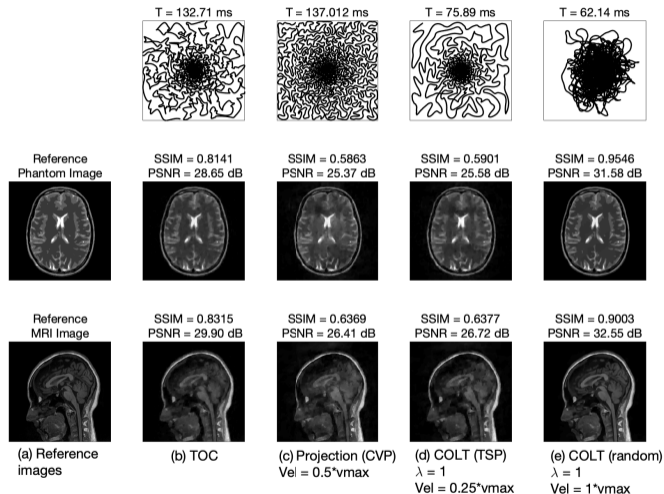 T = 132.71 ms
T = 137.012 ms
T = 75.89 ms
T = 62.14 ms
Reference
Phantom Image
SSIM = 0.8141
PSNR = 28.65 dB
SSIM = 0.5863
PSNR = 25.37 dB
SSIM = 0.5901
PSNR = 25.58 dB
SSIM = 0.9546
PSNR = 31.58 dB
Reference
MRI Image
SSIM = 0.8315
PSNR = 29.90 dB
SSIM = 0.6369
PSNR = 26.41 dB
SSIM = 0.6377
PSNR = 26.72 dB
SSIM = 0.9003
PSNR = 32.55 dB
(a) Reference
images
(b) TOC
(c) Projection (CVP)
Vel = 0.5*vmax
(d) COLT (TSP)
λ = 1
Vel = 0.25*vmax
(e) COLT (random)
λ = 1
Vel = 1*vmax